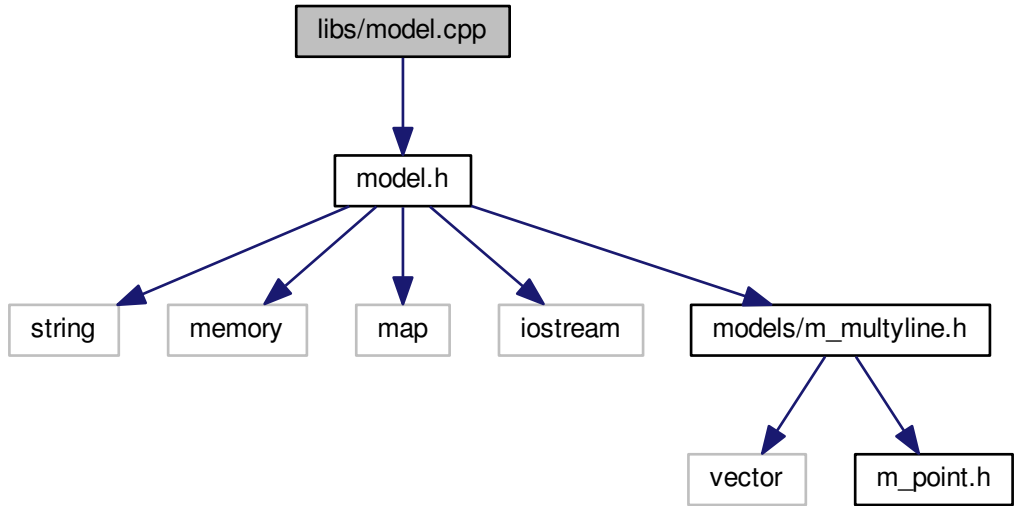 libs/model.cpp
model.h
string
memory
map
iostream
models/m_multyline.h
vector
m_point.h